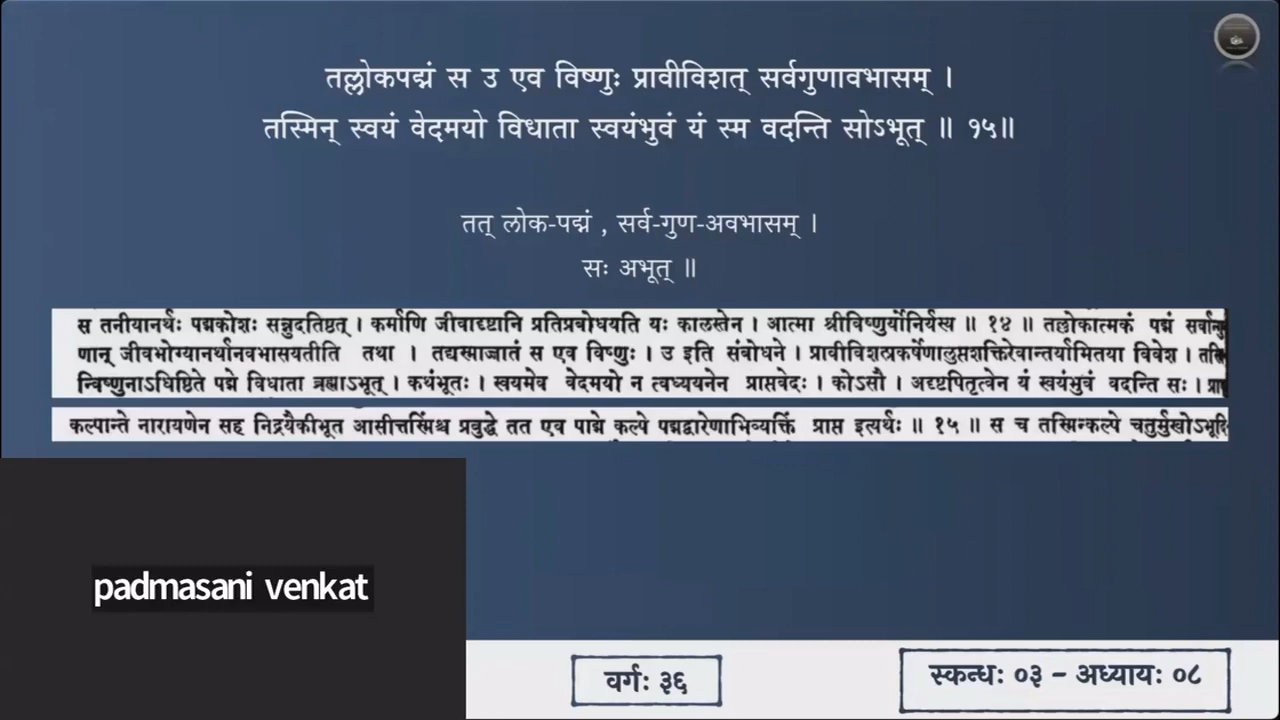 तल्लोकपद्मं स उ एव विष्णुः प्रावीविशत् सर्वगुणावभासम् ।
तस्मिन् स्वयं वेदमयो विधाता स्वयंभुवं यं स्म वदन्ति सोऽभूत् ॥ १५॥
तत् लोक-पद्मं , सर्व-गुण-अवभासम् ।
सः अभूत् ॥
स तनीयानर्थः पद्मकोशः सन्नुदतिष्ठत् । कर्माणि जीवादृष्टानि प्रतिप्रबोधयति यः कालस्तेन । आत्मा श्रीविष्णुर्योनिर्यस्य ॥ १४ ॥ तल्लोकात्मकं पद्मं सर्वान्गु
णान् जीवभोग्यानर्थानवभासयतीति तथा । तद्यस्माज्जातं स एव विष्णुः । उ इति संबोधने । प्रावीविशत्प्रकर्षेणालुप्तशक्तिरेवान्तर्यामितया विवेश । तस्मि
न्विष्णुनाऽधिष्ठिते पद्मे विधाता ब्रह्माऽभूत् । कथंभूतः । स्वयमेव वेदमयो न त्वध्ययनेन प्राप्तवेदः । कोऽसौ । अदृष्टपितृत्वेन यं स्वयंभुवं वदन्ति सः । प्रा
कल्पान्ते नारायणेन सह निद्रयैकीभूत आसीत्तस्मिंश्च प्रबुद्धे तत एव पाद्मे कल्पे पद्मद्वारेणाभिव्यक्तिं प्राप्त इत्यर्थः ॥ १५ ॥ स च तस्मिन्कल्पे चतुर्मुखोऽभूदि
padmasani venkat
वर्गः ३६
स्कन्धः ०३ - अध्यायः ०८